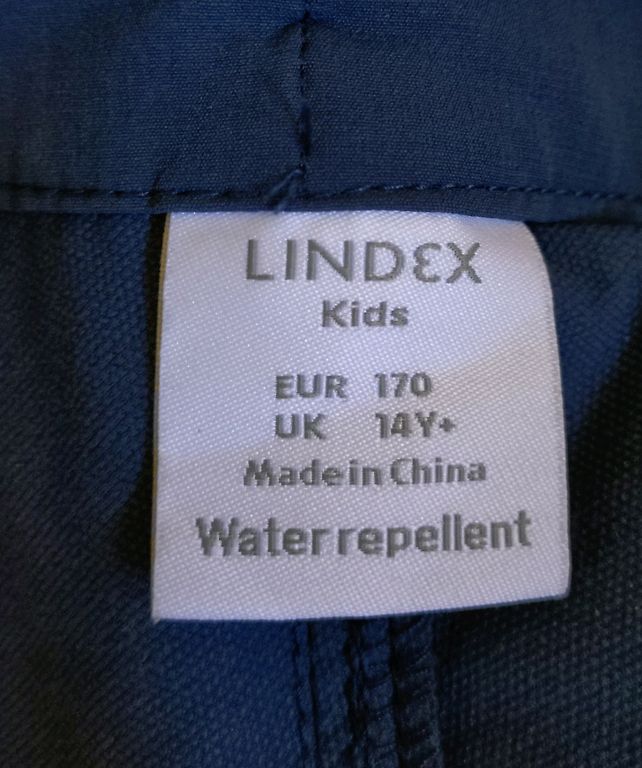 LINDEX
Kids
EUR 170
UK 14Y+
Made in China
Water repellent